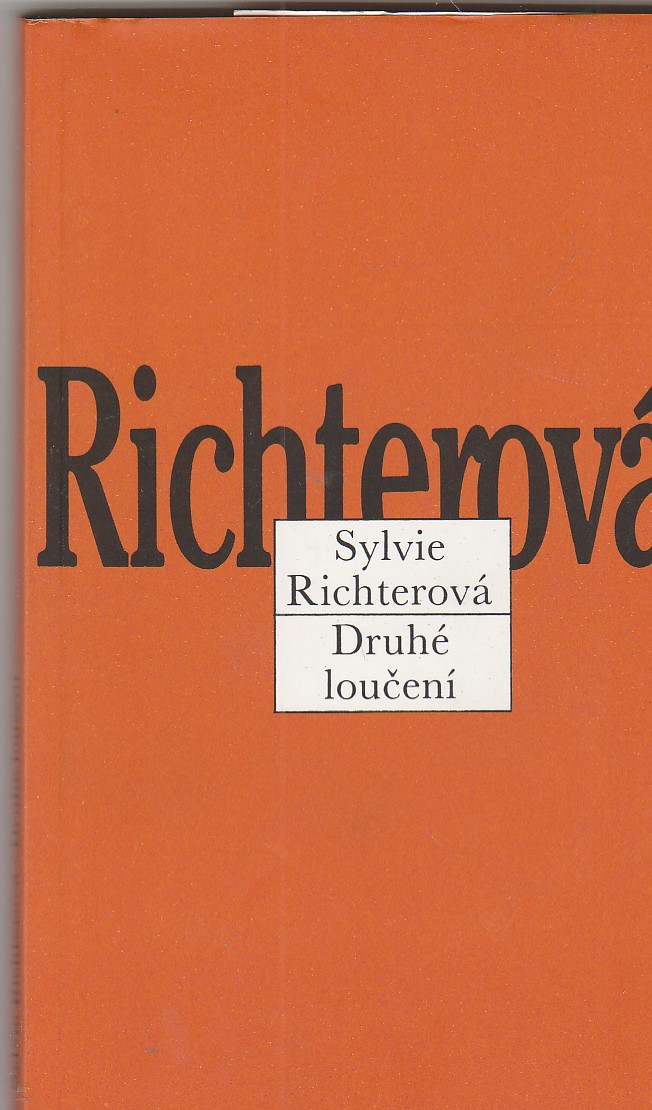 Richterová
Sylvie
Richterová
Druhé
loučení